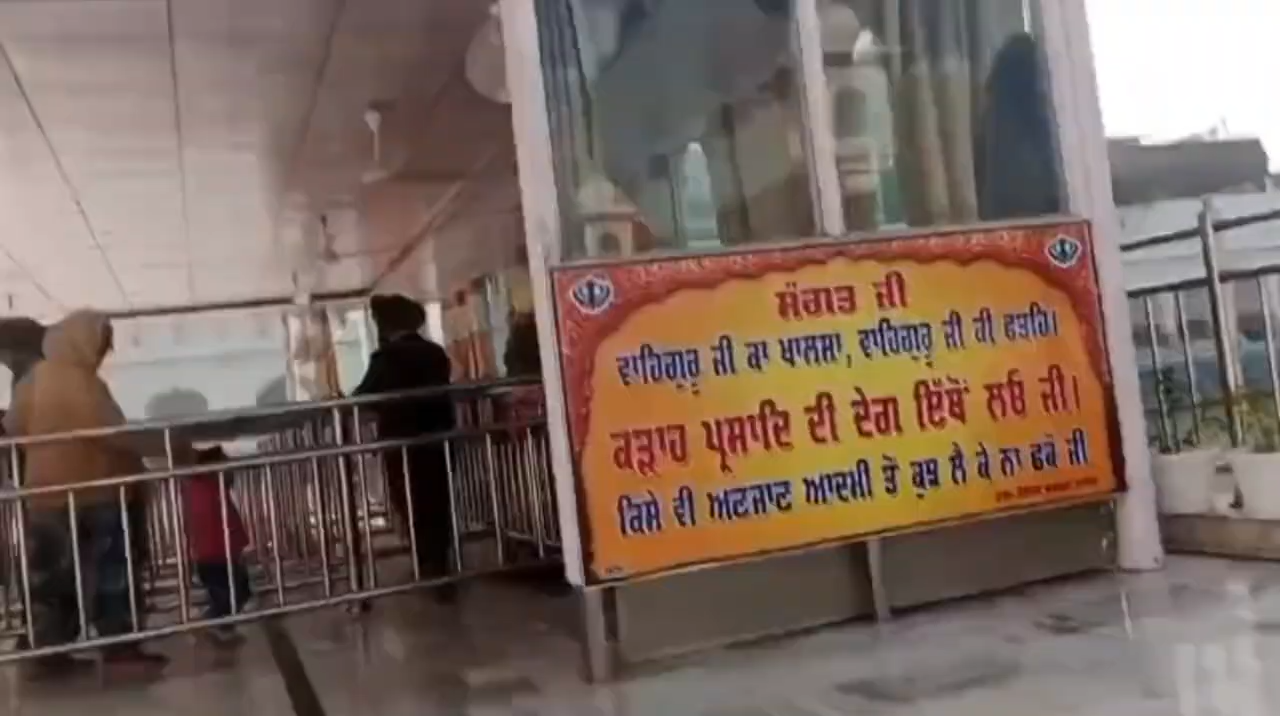 ਸੰਗਤ ਜੀ
ਵਾਹਿਗੁਰੂ ਜੀ ਕਾ ਖਾਲਸਾ, ਵਾਹਿਗੁਰੂ ਜੀ ਕੀ ਫਤਹਿ।
ਕੜਾਹ ਪ੍ਰਸਾਦਿ ਦੀ ਦੇਗ ਇੱਥੋਂ ਲਓ ਜੀ।
ਕਿਸੇ ਵੀ ਅਣਜਾਣ ਆਦਮੀ ਤੋਂ ਕੁਝ ਲੈ ਕੇ ਨਾ ਛਕੋ ਜੀ